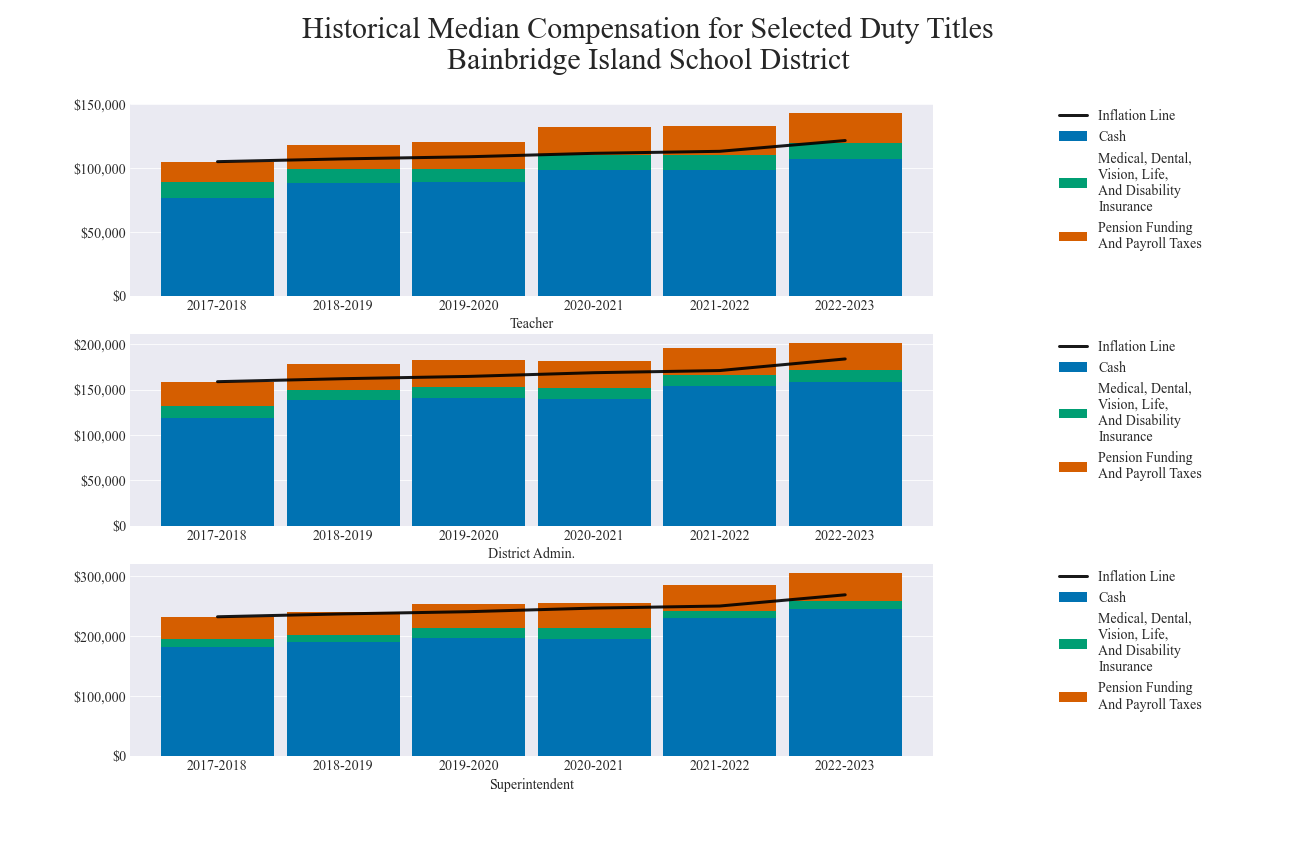 Historical Median Compensation for Selected Duty Titles
Bainbridge Island School District
$150,000
$100,000
$50,000
$0
2017-2018 2018-2019 2019-2020 2020-2021 2021-2022 2022-2023
Teacher
Inflation Line
Cash
Medical, Dental,
Vision, Life,
And Disability
Insurance
Pension Funding
And Payroll Taxes
$200,000
$150,000
$100,000
$50,000
$0
2017-2018 2018-2019 2019-2020 2020-2021 2021-2022 2022-2023
District Admin.
Inflation Line
Cash
Medical, Dental,
Vision, Life,
And Disability
Insurance
Pension Funding
And Payroll Taxes
$300,000
$200,000
$100,000
$0
2017-2018 2018-2019 2019-2020 2020-2021 2021-2022 2022-2023
Superintendent
Inflation Line
Cash
Medical, Dental,
Vision, Life,
And Disability
Insurance
Pension Funding
And Payroll Taxes